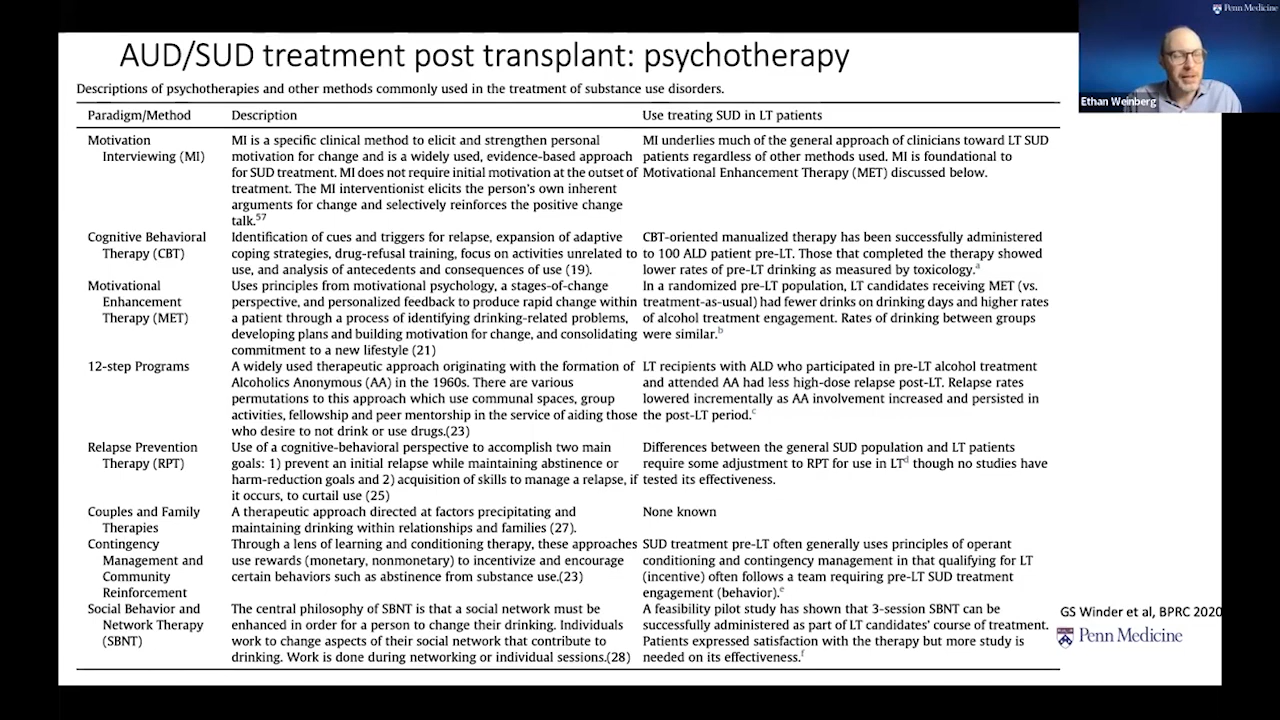 Penn Medicine
Ethan Weinberg
AUD/SUD treatment post transplant: psychotherapy
Descriptions of psychotherapies and other methods commonly used in the treatment of substance use disorders.
Paradigm/Method
Description
Use treating SUD in LT patients
Motivation
Interviewing (MI)
MI is a specific clinical method to elicit and strengthen personal
motivation for change and is a widely used, evidence-based approach
for SUD treatment. MI does not require initial motivation at the outset of
treatment. The MI interventionist elicits the person's own inherent
arguments for change and selectively reinforces the positive change
talk.57
MI underlies much of the general approach of clinicians toward LT SUD
patients regardless of other methods used. MI is foundational to
Motivational Enhancement Therapy (MET) discussed below.
Cognitive Behavioral
Therapy (CBT)
Identification of cues and triggers for relapse, expansion of adaptive
coping strategies, drug-refusal training, focus on activities unrelated to
use, and analysis of antecedents and consequences of use (19).
CBT-oriented manualized therapy has been successfully administered
to 100 ALD patient pre-LT. Those that completed the therapy showed
lower rates of pre-LT drinking as measured by toxicology.a
Motivational
Enhancement
Therapy (MET)
Uses principles from motivational psychology, a stages-of-change
perspective, and personalized feedback to produce rapid change within
a patient through a process of identifying drinking-related problems,
developing plans and building motivation for change, and consolidating
commitment to a new lifestyle (21)
In a randomized pre-LT population, LT candidates receiving MET (vs.
treatment-as-usual) had fewer drinks on drinking days and higher rates
of alcohol treatment engagement. Rates of drinking between groups
were similar.b
12-step Programs
A widely used therapeutic approach originating with the formation of
Alcoholics Anonymous (AA) in the 1960s. There are various
permutations to this approach which use communal spaces, group
activities, fellowship and peer mentorship in the service of aiding those
who desire to not drink or use drugs.(23)
LT recipients with ALD who participated in pre-LT alcohol treatment
and attended AA had less high-dose relapse post-LT. Relapse rates
lowered incrementally as AA involvement increased and persisted in
the post-LT period.c
Relapse Prevention
Therapy (RPT)
Use of a cognitive-behavioral perspective to accomplish two main
goals: 1) prevent an initial relapse while maintaining abstinence or
harm-reduction goals and 2) acquisition of skills to manage a relapse, if
it occurs, to curtail use (25)
Differences between the general SUD population and LT patients
require some adjustment to RPT for use in LTd though no studies have
tested its effectiveness.
Couples and Family
Therapies
A therapeutic approach directed at factors precipitating and
maintaining drinking within relationships and families (27).
None known
Contingency
Management and
Community
Reinforcement
Through a lens of learning and conditioning therapy, these approaches
use rewards (monetary, nonmonetary) to incentivize and encourage
certain behaviors such as abstinence from substance use.(23)
SUD treatment pre-LT often generally uses principles of operant
conditioning and contingency management in that qualifying for LT
(incentive) often follows a team requiring pre-LT SUD treatment
engagement (behavior).e
Social Behavior and
Network Therapy
(SBNT)
The central philosophy of SBNT is that a social network must be
enhanced in order for a person to change their drinking. Individuals
work to change aspects of their social network that contribute to
drinking. Work is done during networking or individual sessions.(28)
A feasibility pilot study has shown that 3-session SBNT can be
successfully administered as part of LT candidates' course of treatment.
Patients expressed satisfaction with the therapy but more study is
needed on its effectiveness.f
GS Winder et al, BPRC 2020
Penn Medicine